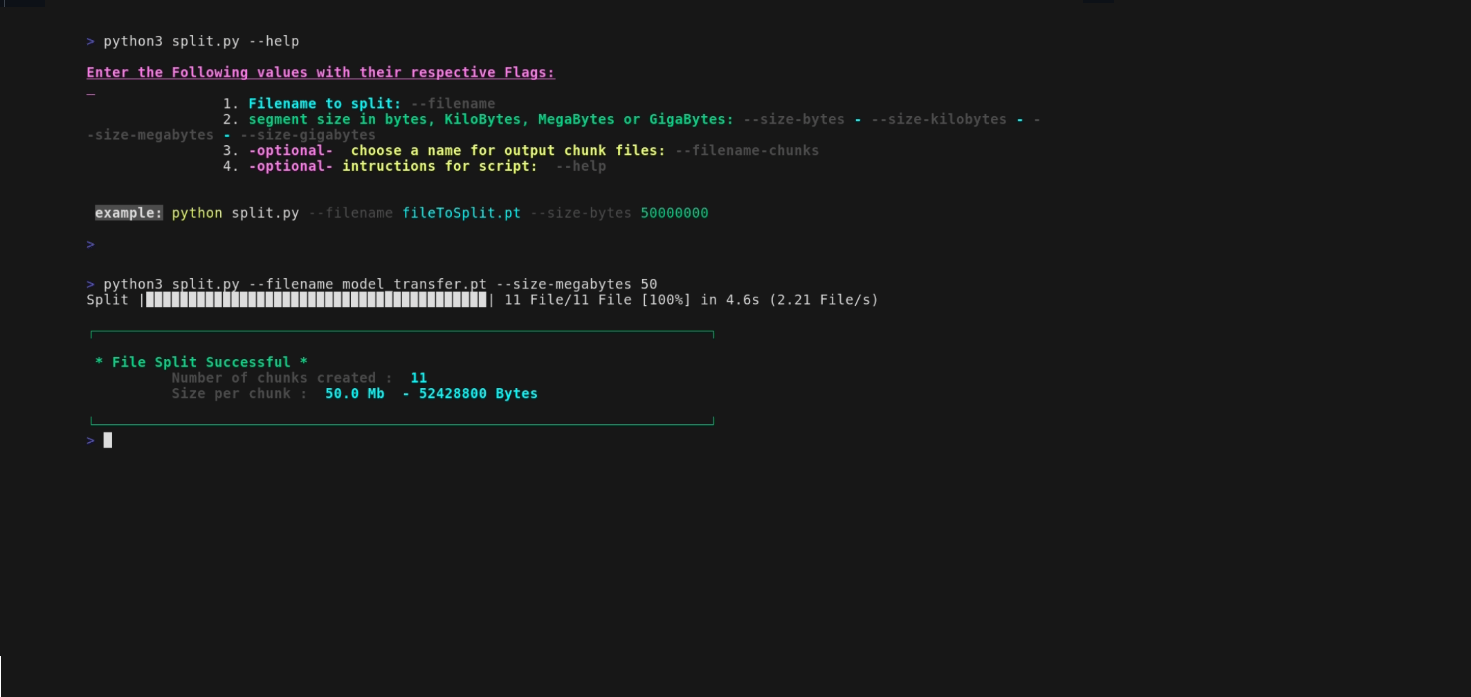 > python3 split.py --help
Enter the Following values with their respective Flags:
1. Filename to split: --filename
2. segment size in bytes, KiloBytes, MegaBytes or GigaBytes: --size-bytes - --size-kilobytes - -
-size-megabytes - --size-gigabytes
3. -optional-  choose a name for output chunk files: --filename-chunks
4. -optional- intructions for script:  --help
example: python split.py --filename fileToSplit.pt --size-bytes 50000000
>
> python3 split.py --filename model_transfer.pt --size-megabytes 50
Split |████████████████████████████████████████| 11 File/11 File [100%] in 4.6s (2.21 File/s)
* File Split Successful *
Number of chunks created :  11
Size per chunk :  50.0 Mb  - 52428800 Bytes
>